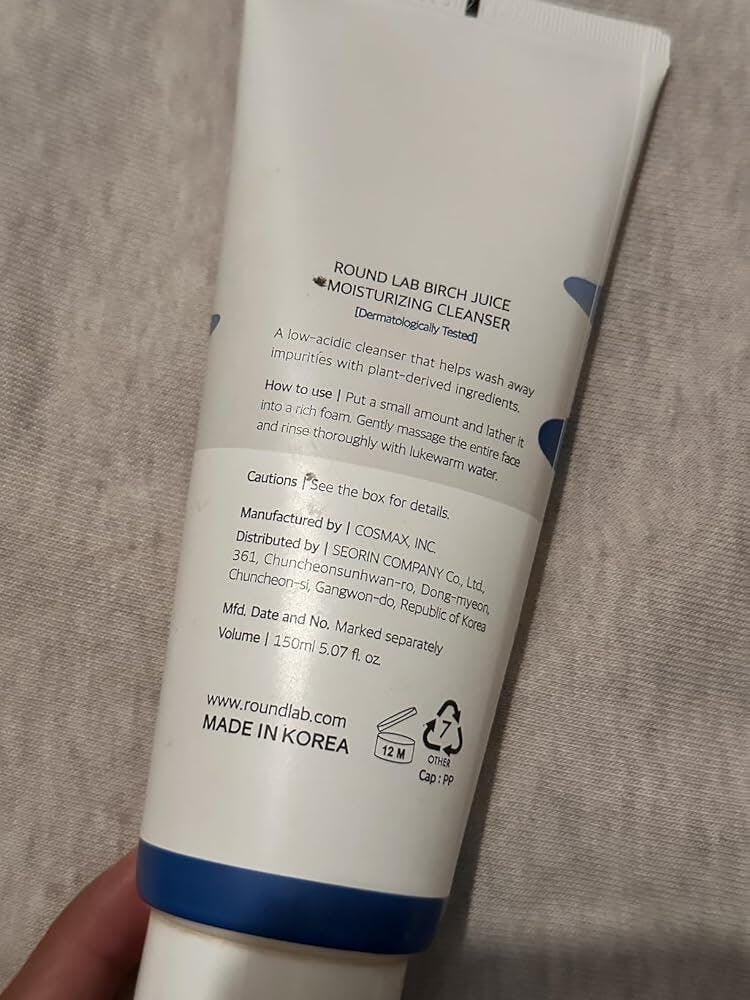 ROUND LAB BIRCH JUICE
MOISTURIZING CLEANSER
[Dermatologically Tested]
A low-acidic cleanser that helps wash away
impurities with plant-derived ingredients.
How to use | Put a small amount and lather it
into a rich foam. Gently massage the entire face
and rinse thoroughly with lukewarm water.
Cautions | See the box for details.
Manufactured by | COSMAX, INC.
Distributed by | SEORIN COMPANY Co., Ltd.,
361, Chuncheonsunhwan-ro, Dong-myeon,
Chuncheon-si, Gangwon-do, Republic of Korea
Mfd. Date and No. Marked separately
Volume | 150ml 5.07 fl. oz.
www.roundlab.com
MADE IN KOREA
12 M
7
OTHER
Cap : PP